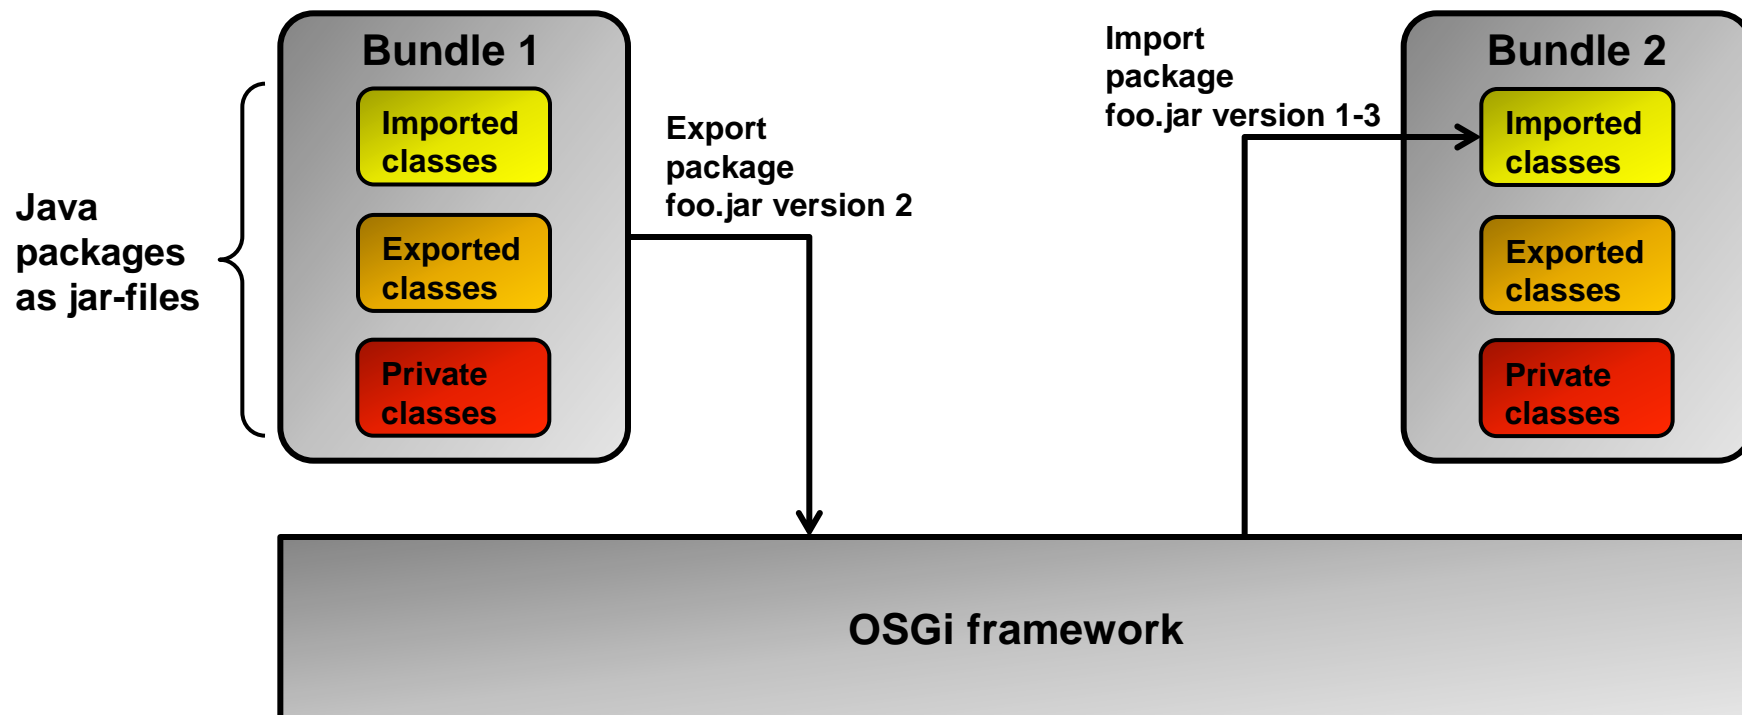 Java
packages
as jar-files
Bundle 1
Imported
classes
Exported
classes
Private
classes
Export
package
foo.jar version 2
Import
package
foo.jar version 1-3
Bundle 2
Imported
classes
Exported
classes
Private
classes
OSGi framework